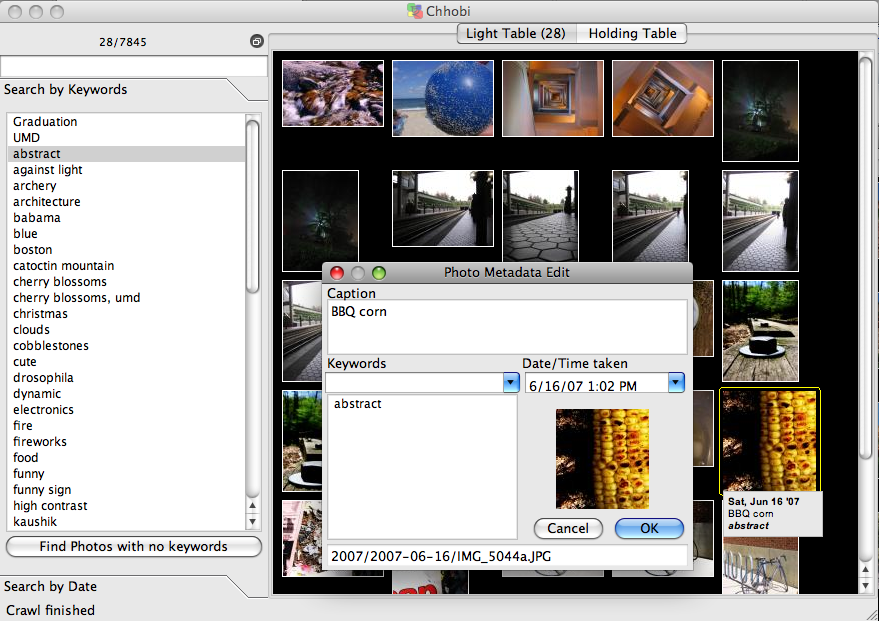 Chhobi
28/7845
Light Table (28)
Holding Table
Search by Keywords
Graduation
UMD
abstract
against light
archery
architecture
babama
blue
boston
catoctin mountain
cherry blossoms
cherry blossoms, umd
christmas
clouds
cobblestones
cute
drosophila
dynamic
electronics
fire
fireworks
food
funny
funny sign
high contrast
kaushik
Find Photos with no keywords
Search by Date
Crawl finished
Photo Metadata Edit
Caption
BBQ corn
Keywords
Date/Time taken
6/16/07 1:02 PM
abstract
Cancel
OK
2007/2007-06-16/IMG_5044a.JPG
Sat, Jun 16 '07
BBQ corn
abstract